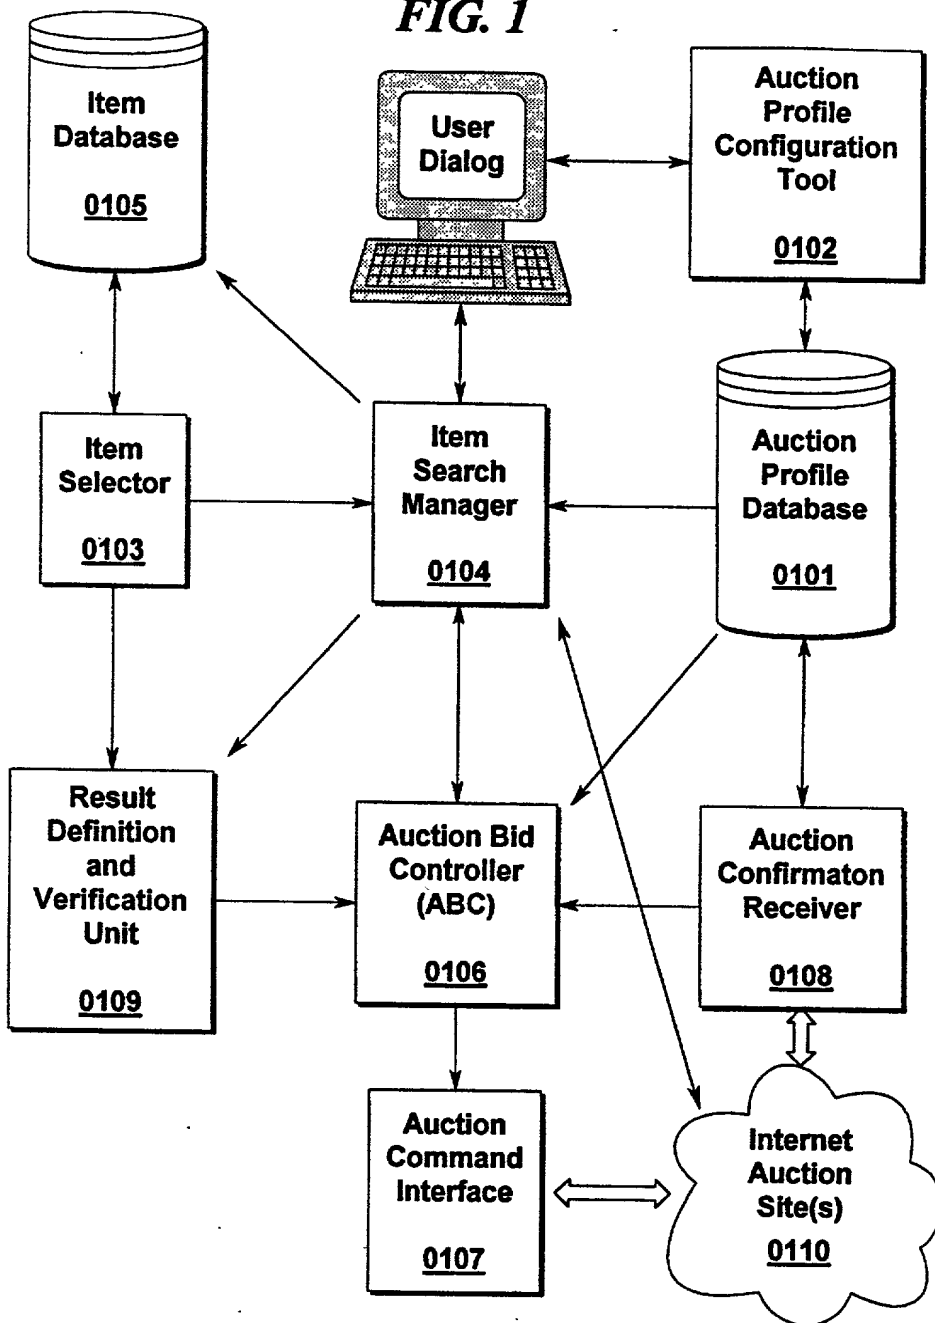 FIG. 1
Item
Database
0105
User
Dialog
Auction
Profile
Configuration
Tool
0102
Item
Selector
0103
Item
Search
Manager
0104
Auction
Profile
Database
0101
Result
Definition
and
Verification
Unit
0109
Auction Bid
Controller
(ABC)
0106
Auction
Confirmaton
Receiver
0108
Auction
Command
Interface
0107
Internet
Auction
Site(s)
0110